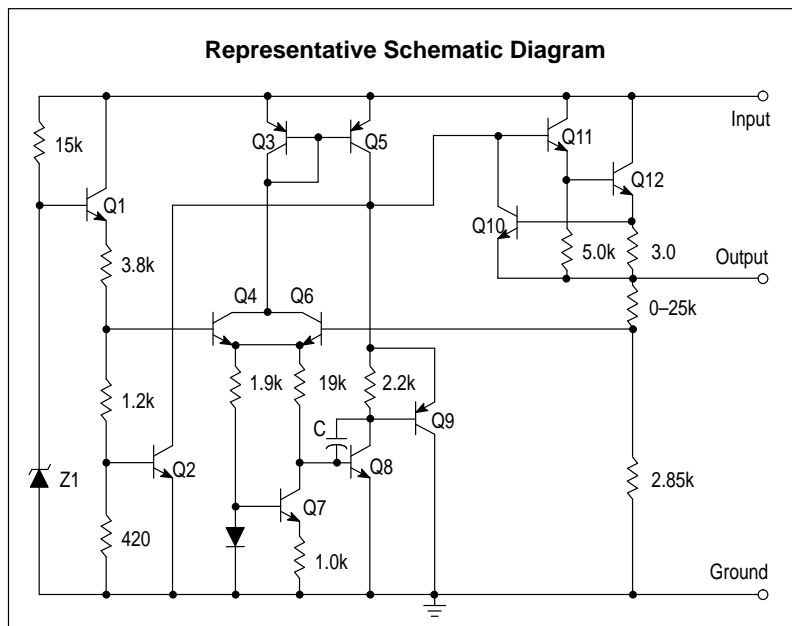 Representative Schematic Diagram
Input
Q3
Q5
Q11
15k
Q12
Q1
Q10
3.8k
5.0k
3.0
Output
Q4
Q6
0–25k
1.9k
19k
2.2k
1.2k
C
Q9
Z1
Q2
Q8
2.85k
Q7
420
1.0k
Ground